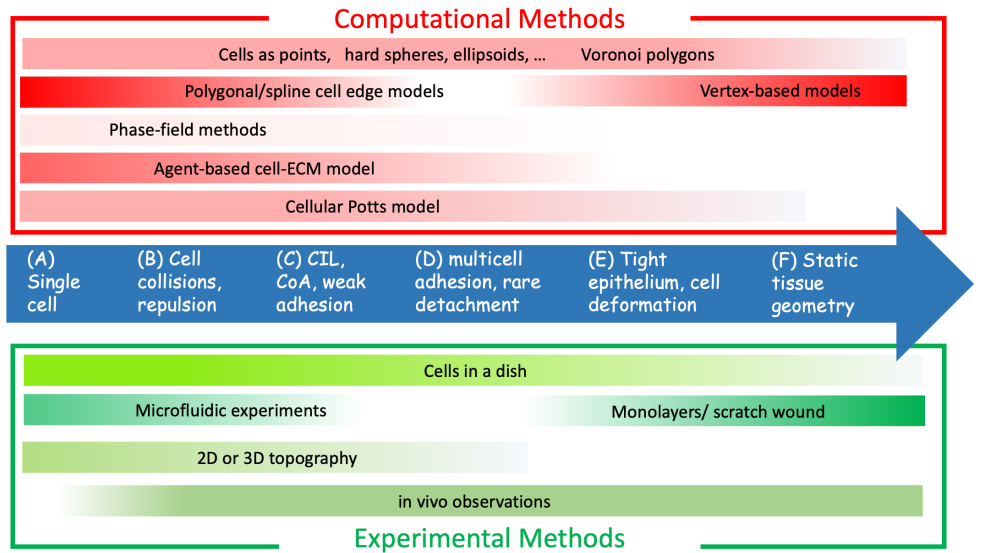 Computational Methods
Cells as points, hard spheres, ellipsoids, … Voronoi polygons
Polygonal/spline cell edge models
Vertex-based models
Phase-field methods
Agent-based cell-ECM model
Cellular Potts model
(A)
Single
cell
(B) Cell
collisions,
repulsion
(C) CIL,
CoA, weak
adhesion
(D) multicell
adhesion, rare
detachment
(E) Tight
epithelium, cell
deformation
(F) Static
tissue
geometry
Cells in a dish
Microfluidic experiments
Monolayers/ scratch wound
2D or 3D topography
in vivo observations
Experimental Methods